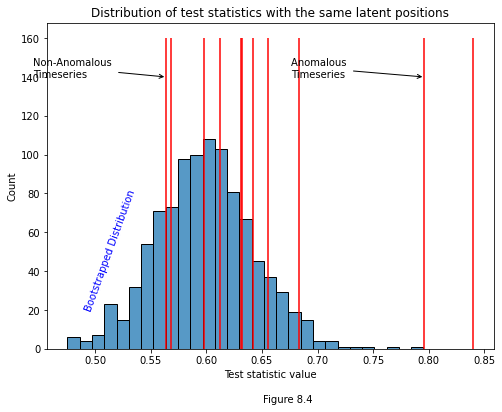 Distribution of test statistics with the same latent positions
160
140
120
100
80
60
40
20
0
Count
Non-Anomalous
Timeseries
Anomalous
Timeseries
Bootstrapped Distribution
0.50 0.55 0.60 0.65 0.70 0.75 0.80 0.85
Test statistic value
Figure 8.4